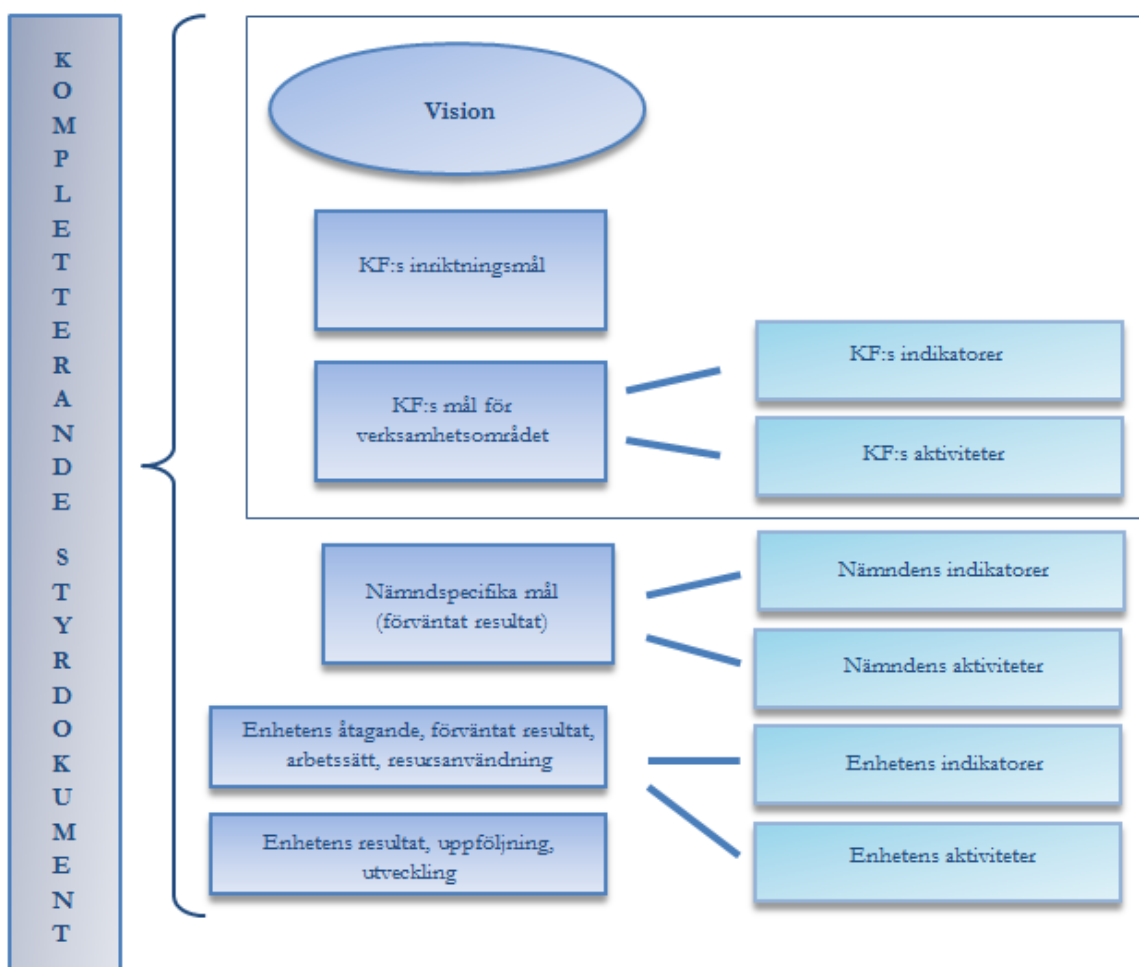 KOMPLETTERANDE STYRDOKUMENT
Vision
KF:s inriktningsmål
KF:s mål för
verksamhetsområdet
KF:s indikatorer
KF:s aktiviteter
Nämndspecifika mål
(förväntat resultat)
Nämndens indikatorer
Nämndens aktiviteter
Enhetens åtagande, förväntat resultat,
arbetssätt, resursanvändning
Enhetens indikatorer
Enhetens aktiviteter
Enhetens resultat, uppföljning,
utveckling